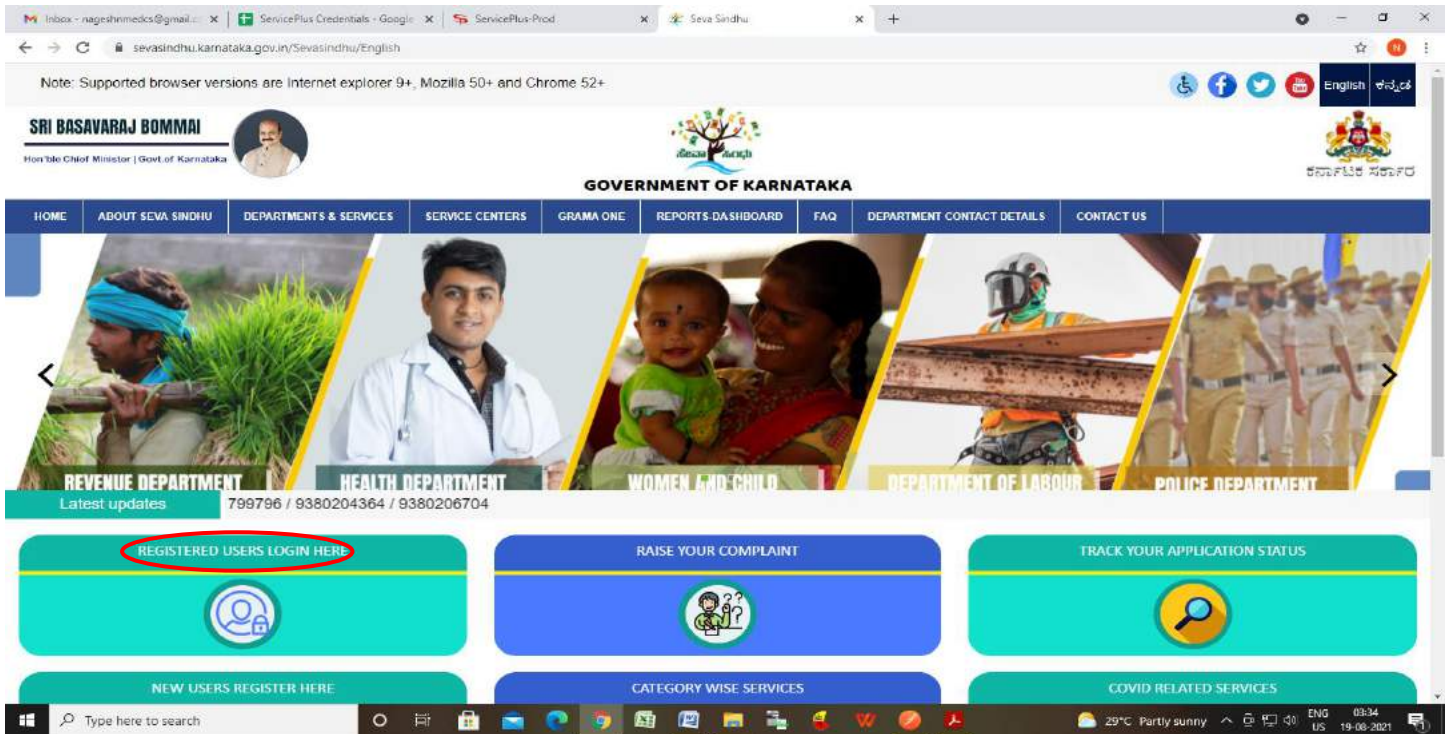 Inbox - nageshnmedcs@gmail.c
ServicePlus Credentials - Google
ServicePlus-Prod
Seva Sindhu
sevasindhu.karnataka.gov.in/Sevasindhu/English
N
Note: Supported browser versions are Internet explorer 9+, Mozilla 50+ and Chrome 52+
English ಕನ್ನಡ
SRI BASAVARAJ BOMMAI
Hon'ble Chief Minister | Govt.of Karnataka
ಸೇವಾ ಸಿಂಧು
GOVERNMENT OF KARNATAKA
ಕರ್ನಾಟಕ ಸರ್ಕಾರ
HOME ABOUT SEVA SINDHU DEPARTMENTS & SERVICES SERVICE CENTERS GRAMA ONE REPORTS-DASHBOARD FAQ DEPARTMENT CONTACT DETAILS CONTACT US
REVENUE DEPARTMENT HEALTH DEPARTMENT WOMEN AND CHILD DEPARTMENT OF LABOUR POLICE DEPARTMENT
Latest updates 799796 / 9380204364 / 9380206704
REGISTERED USERS LOGIN HERE RAISE YOUR COMPLAINT TRACK YOUR APPLICATION STATUS
NEW USERS REGISTER HERE CATEGORY WISE SERVICES COVID RELATED SERVICES
Type here to search
29°C Partly sunny
ENG
US
03:34
19-08-2021